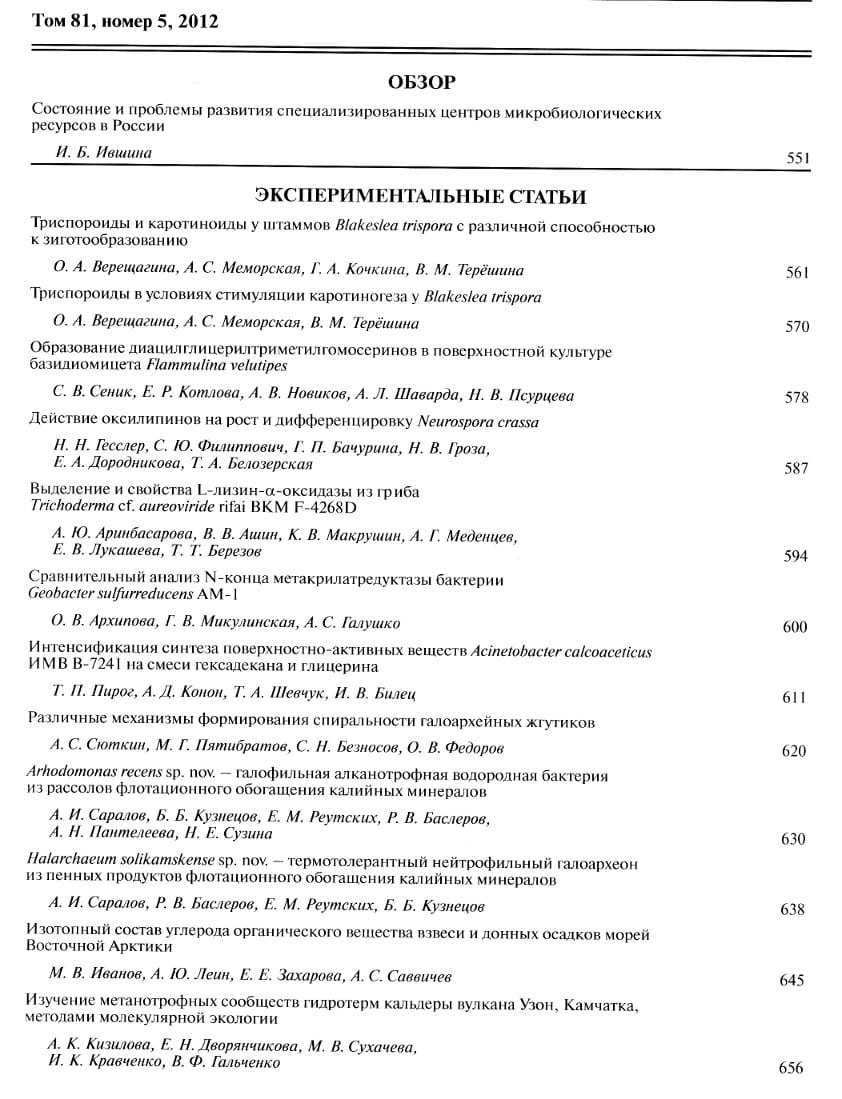 Том 81, номер 5, 2012
ОБЗОР
Состояние и проблемы развития специализированных центров микробиологических
ресурсов в России
И. Б. Ившина 551
ЭКСПЕРИМЕНТАЛЬНЫЕ СТАТЬИ
Триспороиды и каротиноиды у штаммов Blakeslea trispora с различной способностью
к зиготообразованию
О. А. Верещагина, А. С. Меморская, Г. А. Кочкина, В. М. Терёшина 561
Триспороиды в условиях стимуляции каротиногеза у Blakeslea trispora
О. А. Верещагина, А. С. Меморская, В. М. Терёшина 570
Образование диацилглицерилтриметилгомосеринов в поверхностной культуре
базидиомицета Flammulina velutipes
С. В. Сеник, Е. Р. Котлова, А. В. Новиков, А. Л. Шаварда, Н. В. Псурцева 578
Действие оксилипинов на рост и дифференцировку Neurospora crassa
Н. Н. Гесслер, С. Ю. Филиппович, Г. П. Бачурина, Н. В. Гроза,
Е. А. Дородникова, Т. А. Белозерская 587
Выделение и свойства L-лизин-α-оксидазы из гриба
Trichoderma cf. aureoviride rifai ВКМ F-4268D
А. Ю. Аринбасарова, В. В. Ашин, К. В. Макрушин, А. Г. Меденцев,
Е. В. Лукашева, Т. Т. Березов 594
Сравнительный анализ N-конца метакрилатредуктазы бактерии
Geobacter sulfurreducens AM-1
О. В. Архипова, Г. В. Микулинская, А. С. Галушко 600
Интенсификация синтеза поверхностно-активных веществ Acinetobacter calcoaceticus
ИМВ В-7241 на смеси гексадекана и глицерина
Т. П. Пирог, А. Д. Конон, Т. А. Шевчук, И. В. Билец 611
Различные механизмы формирования спиральности галоархейных жгутиков
А. С. Сюткин, М. Г. Пятибратов, С. Н. Безносов, О. В. Федоров 620
Arhodomonas recens sp. nov. – галофильная алканотрофная водородная бактерия
из рассолов флотационного обогащения калийных минералов
А. И. Саралов, Б. Б. Кузнецов, Е. М. Реутских, Р. В. Баслеров,
А. Н. Пантелеева, Н. Е. Сузина 630
Halarchaeum solikamskense sp. nov. – термотолерантный нейтрофильный галоархеон
из пенных продуктов флотационного обогащения калийных минералов
А. И. Саралов, Р. В. Баслеров, Е. М. Реутских, Б. Б. Кузнецов 638
Изотопный состав углерода органического вещества взвеси и донных осадков морей
Восточной Арктики
М. В. Иванов, А. Ю. Леин, Е. Е. Захарова, А. С. Саввичев 645
Изучение метанотрофных сообществ гидротерм кальдеры вулкана Узон, Камчатка,
методами молекулярной экологии
А. К. Кизилова, Е. Н. Дворянчикова, М. В. Сухачева,
И. К. Кравченко, В. Ф. Гальченко 656